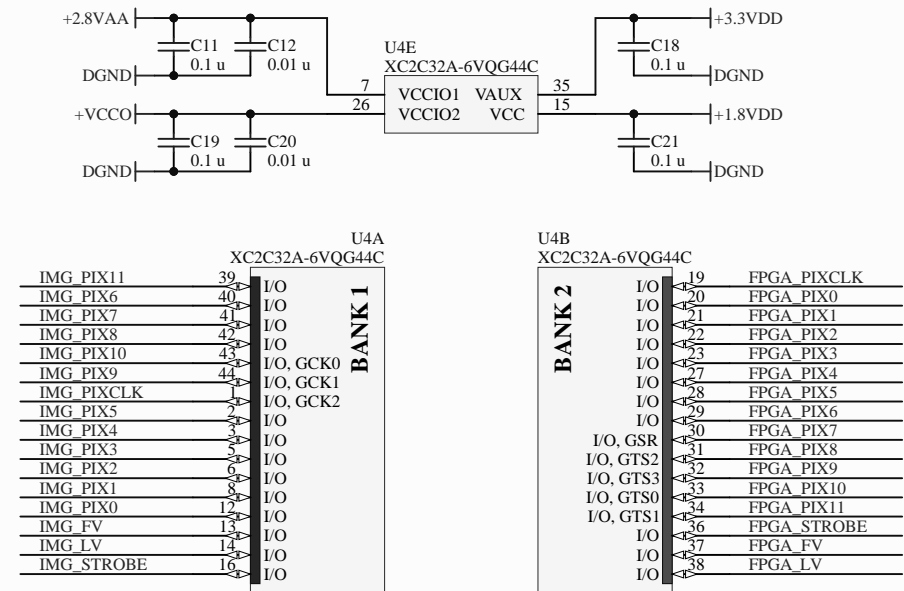 +2.8VAA
C11
0.1 u
C12
0.01 u
DGND
U4E
XC2C32A-6VQG44C
7
VCCIO1
VAUX
35
26
VCCIO2
VCC
15
+3.3VDD
C18
0.1 u
DGND
+VCCO
C19
0.1 u
C20
0.01 u
DGND
+1.8VDD
C21
0.1 u
DGND
U4A
XC2C32A-6VQG44C
BANK 1
IMG_PIX11 39 I/O
IMG_PIX6 40 I/O
IMG_PIX7 41 I/O
IMG_PIX8 42 I/O
IMG_PIX10 43 I/O, GCK0
IMG_PIX9 44 I/O, GCK1
IMG_PIXCLK 1 I/O, GCK2
IMG_PIX5 2 I/O
IMG_PIX4 3 I/O
IMG_PIX3 5 I/O
IMG_PIX2 6 I/O
IMG_PIX1 8 I/O
IMG_PIX0 12 I/O
IMG_FV 13 I/O
IMG_LV 14 I/O
IMG_STROBE 16 I/O
U4B
XC2C32A-6VQG44C
BANK 2
I/O 19 FPGA_PIXCLK
I/O 20 FPGA_PIX0
I/O 21 FPGA_PIX1
I/O 22 FPGA_PIX2
I/O 23 FPGA_PIX3
I/O 27 FPGA_PIX4
I/O 28 FPGA_PIX5
I/O 29 FPGA_PIX6
I/O, GSR 30 FPGA_PIX7
I/O, GTS2 31 FPGA_PIX8
I/O, GTS3 32 FPGA_PIX9
I/O, GTS0 33 FPGA_PIX10
I/O, GTS1 34 FPGA_PIX11
I/O 36 FPGA_STROBE
I/O 37 FPGA_FV
I/O 38 FPGA_LV